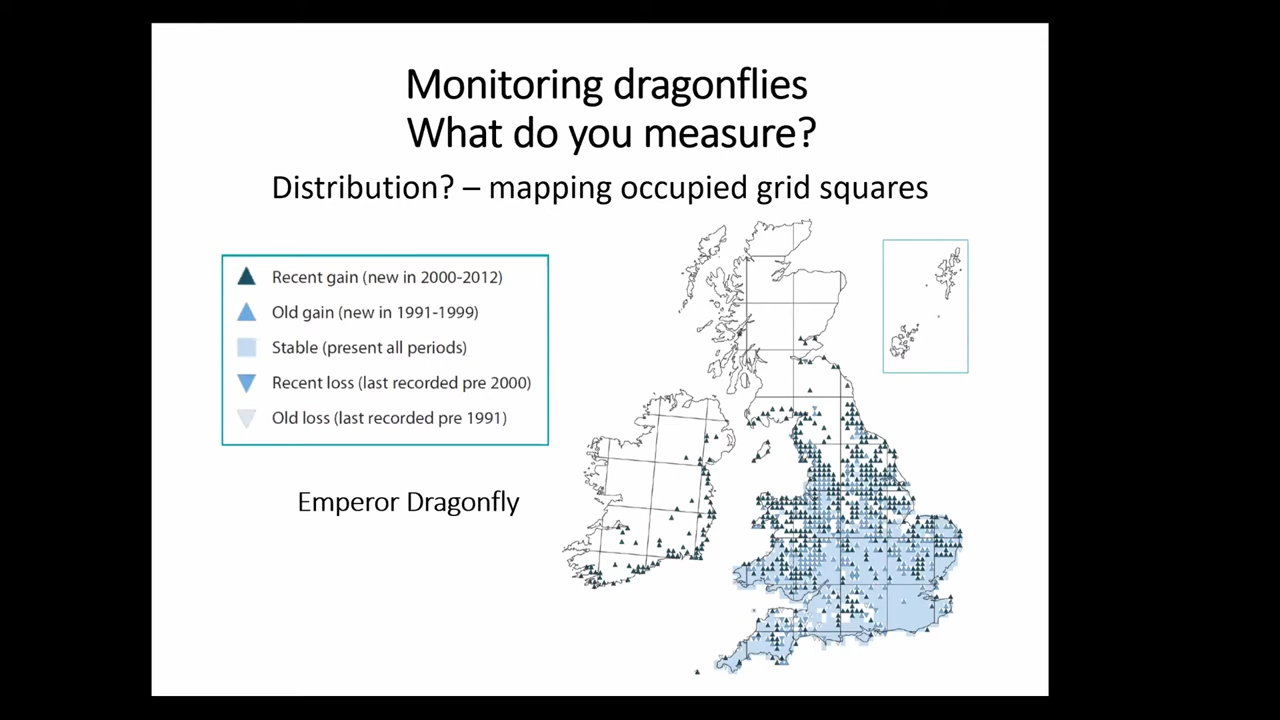 Monitoring dragonflies
What do you measure?
Distribution? – mapping occupied grid squares
Recent gain (new in 2000-2012)
Old gain (new in 1991-1999)
Stable (present all periods)
Recent loss (last recorded pre 2000)
Old loss (last recorded pre 1991)
Emperor Dragonfly